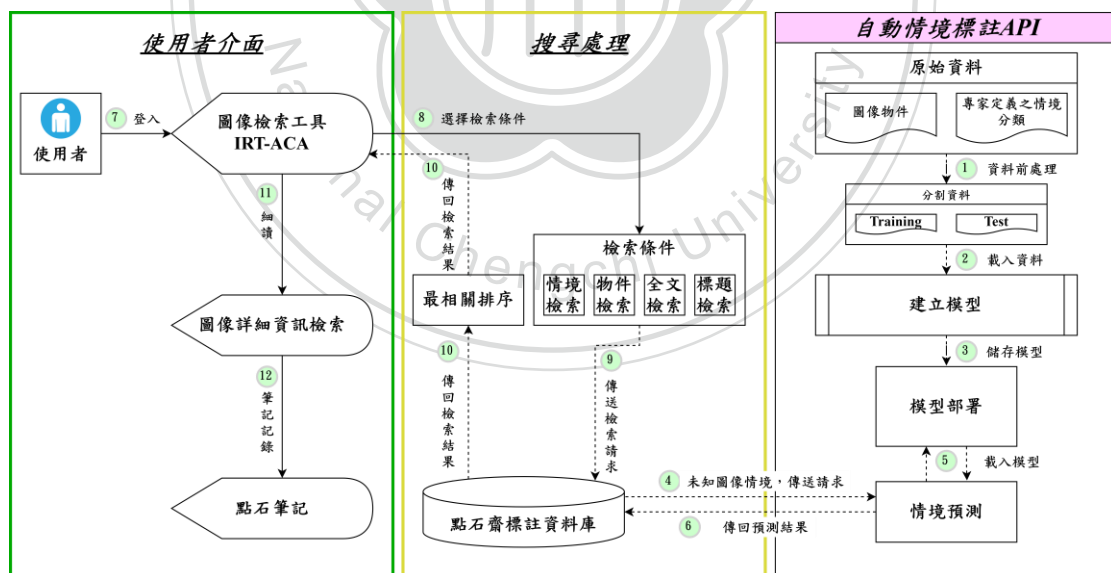 使用者介面
使用者
7 登入
圖像檢索工具
IRT-ACA
11
細讀
圖像詳細資訊檢索
12
筆記記錄
點石筆記
搜尋處理
8 選擇檢索條件
10
傳回檢索結果
檢索條件
情境檢索
物件檢索
全文檢索
標題檢索
最相關排序
10
傳回檢索結果
9
傳送檢索請求
點石齋標註資料庫
4 未知圖像情境，傳送請求
6 傳回預測結果
自動情境標註API
原始資料
圖像物件
專家定義之情境
分類
1 資料前處理
分割資料
Training
Test
2 載入資料
建立模型
3 儲存模型
模型部署
5 載入模型
情境預測
National Chengchi University